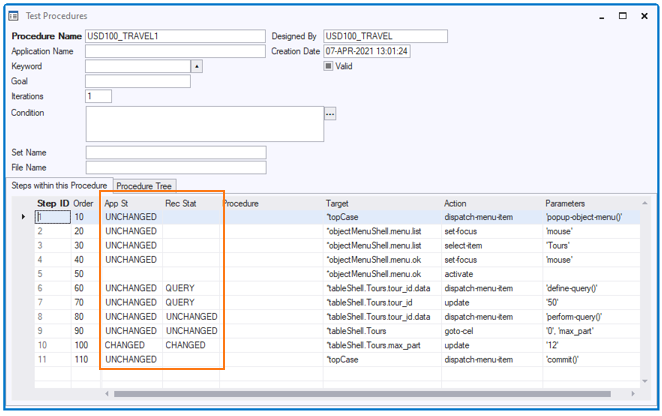 Test Procedures
Procedure Name USD100_TRAVEL1 Designed By USD100_TRAVEL
Application Name Creation Date 07-APR-2021 13:01:24
Keyword Valid
Goal
Iterations 1
Condition ...
Set Name
File Name
Steps within this Procedure Procedure Tree
Step ID Order App St Rec Stat Procedure Target Action Parameters
1 10 UNCHANGED *topCase dispatch-menu-item 'popup-object-menu()'
2 20 UNCHANGED *objectMenuShell.menu.list set-focus 'mouse'
3 30 UNCHANGED *objectMenuShell.menu.list select-item 'Tours'
4 40 UNCHANGED *objectMenuShell.menu.ok set-focus 'mouse'
5 50 *objectMenuShell.menu.ok activate
6 60 UNCHANGED QUERY *tableShell.Tours.tour_id.data dispatch-menu-item 'define-query()'
7 70 UNCHANGED QUERY *tableShell.Tours.tour_id update '50'
8 80 UNCHANGED UNCHANGED *tableShell.Tours.tour_id.data dispatch-menu-item 'perform-query()'
9 90 UNCHANGED UNCHANGED *tableShell.Tours goto-cel '0', 'max_part'
10 100 CHANGED CHANGED *tableShell.Tours.max_part update '12'
11 110 UNCHANGED *topCase dispatch-menu-item 'commit()'